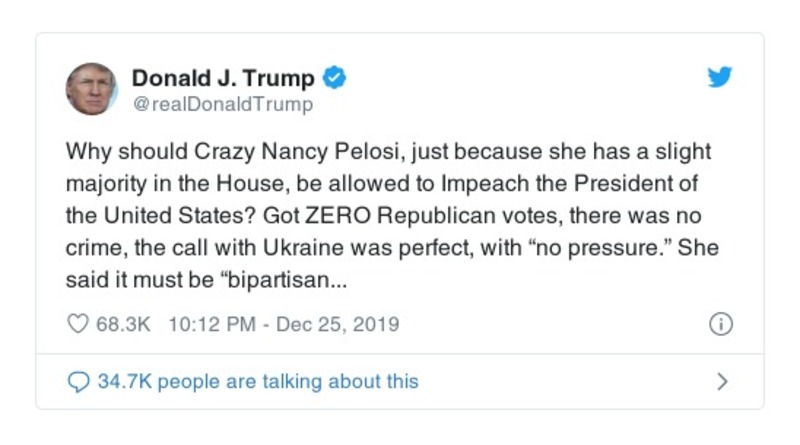 Donald J. Trump
@realDonaldTrump
Why should Crazy Nancy Pelosi, just because she has a slight
majority in the House, be allowed to Impeach the President of
the United States? Got ZERO Republican votes, there was no
crime, the call with Ukraine was perfect, with “no pressure.” She
said it must be “bipartisan...
68.3K 10:12 PM - Dec 25, 2019
34.7K people are talking about this